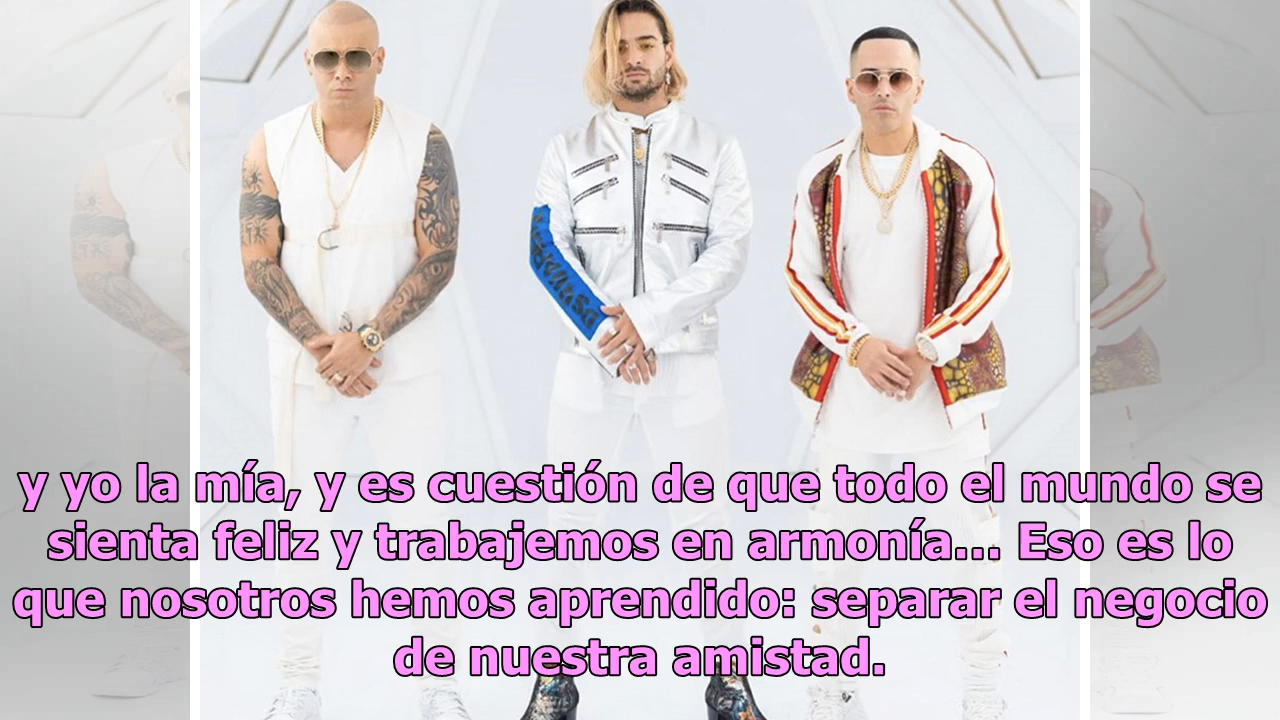 y yo la mía, y es cuestión de que todo el mundo se
sienta feliz y trabajemos en armonía... Eso es lo
que nosotros hemos aprendido: separar el negocio
de nuestra amistad.